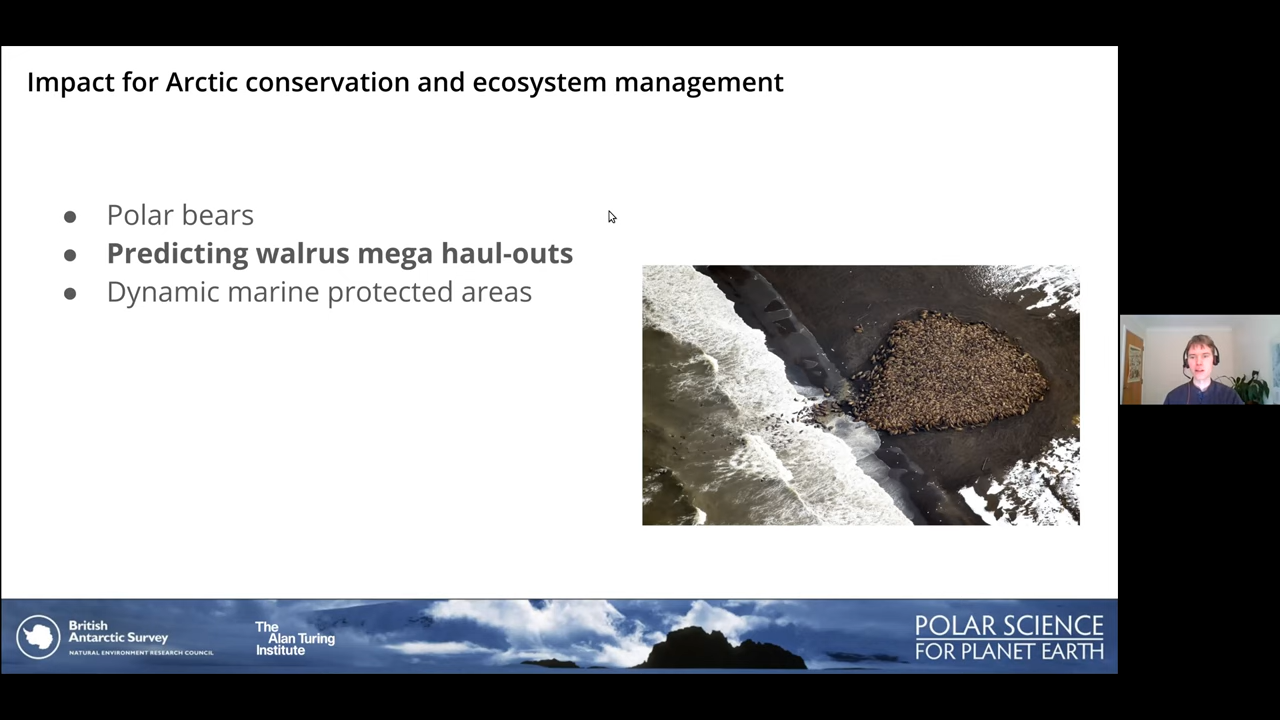 Impact for Arctic conservation and ecosystem management
● Polar bears
● Predicting walrus mega haul-outs
● Dynamic marine protected areas
British
Antarctic Survey
NATURAL ENVIRONMENT RESEARCH COUNCIL
The
Alan Turing
Institute
POLAR SCIENCE
FOR PLANET EARTH